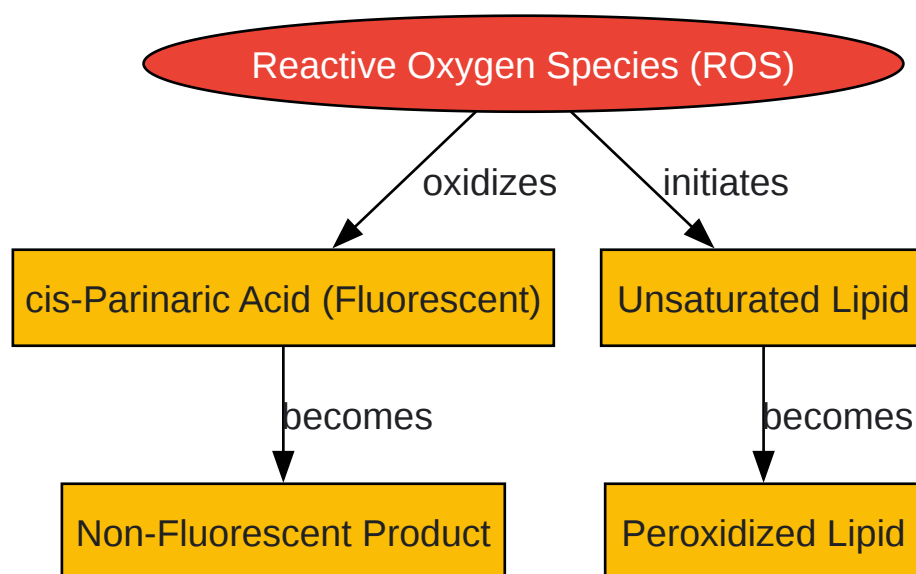 Reactive Oxygen Species (ROS)
oxidizes
initiates
cis-Parinaric Acid (Fluorescent)
Unsaturated Lipid
becomes
becomes
Non-Fluorescent Product
Peroxidized Lipid